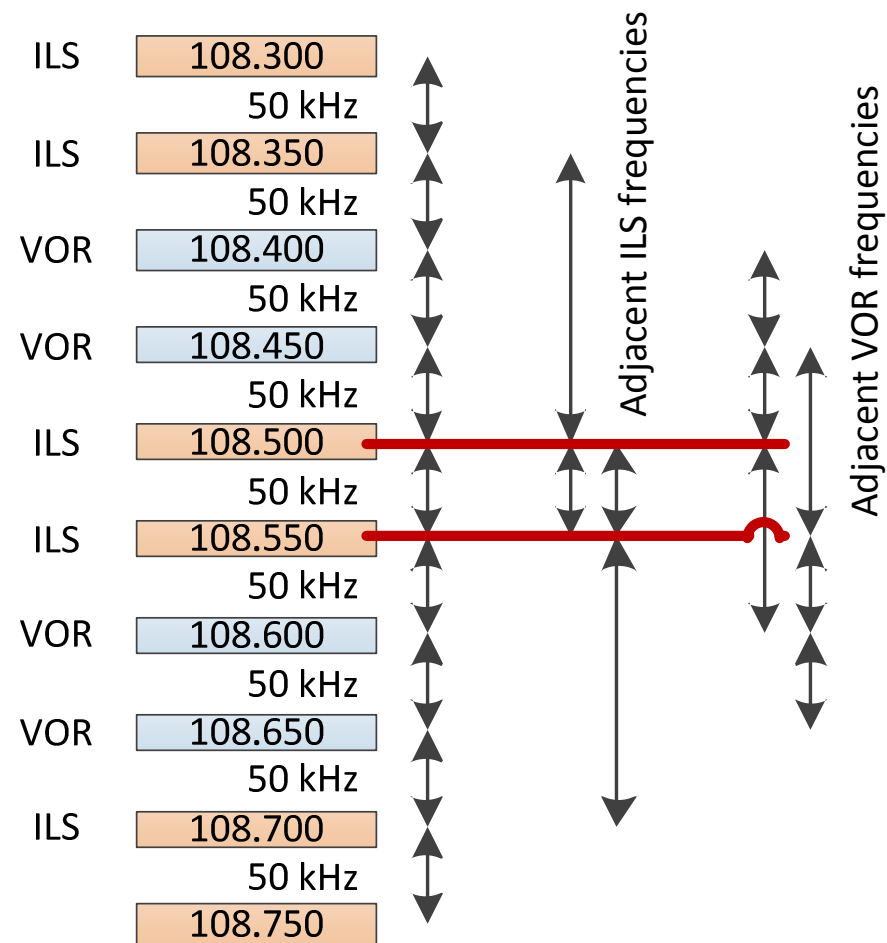 ILS 108.300
50 kHz
ILS 108.350
50 kHz
VOR 108.400
50 kHz
VOR 108.450
50 kHz
ILS 108.500
50 kHz
ILS 108.550
50 kHz
VOR 108.600
50 kHz
VOR 108.650
50 kHz
ILS 108.700
50 kHz
108.750
Adjacent ILS frequencies
Adjacent VOR frequencies